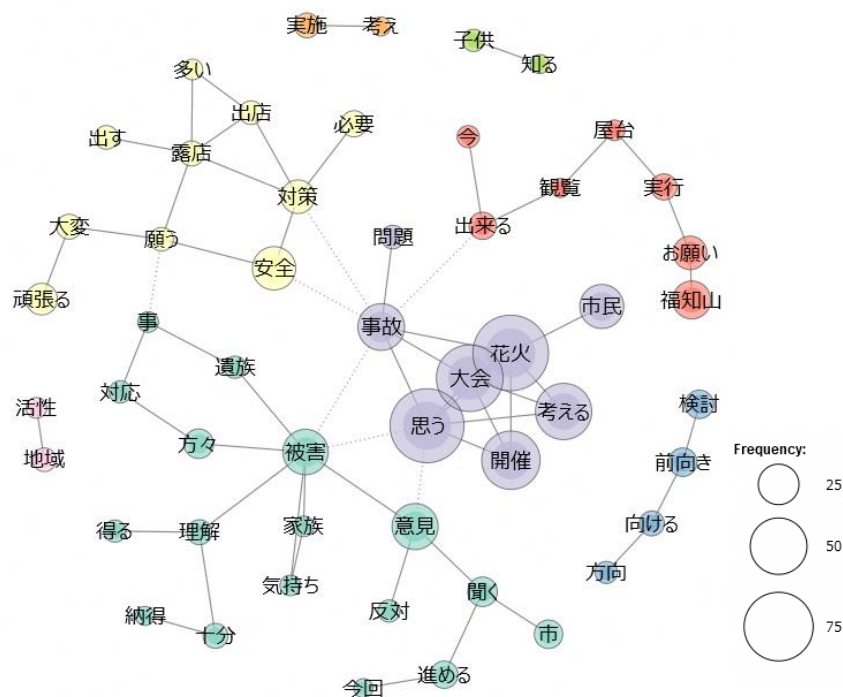 実施
考え
子供
知る
多い
出店
必要
出す
露店
今
屋台
観覧
実行
対策
出来る
大変
願う
問題
お願い
安全
頑張る
福知山
事
事故
市民
花火
遺族
大会
対応
活性
考える
検討
思う
方々
被害
開催
地域
前向き
Frequency:
25
得る
理解
家族
意見
向ける
50
気持ち
方向
聞く
反対
納得
十分
市
75
進める
今回